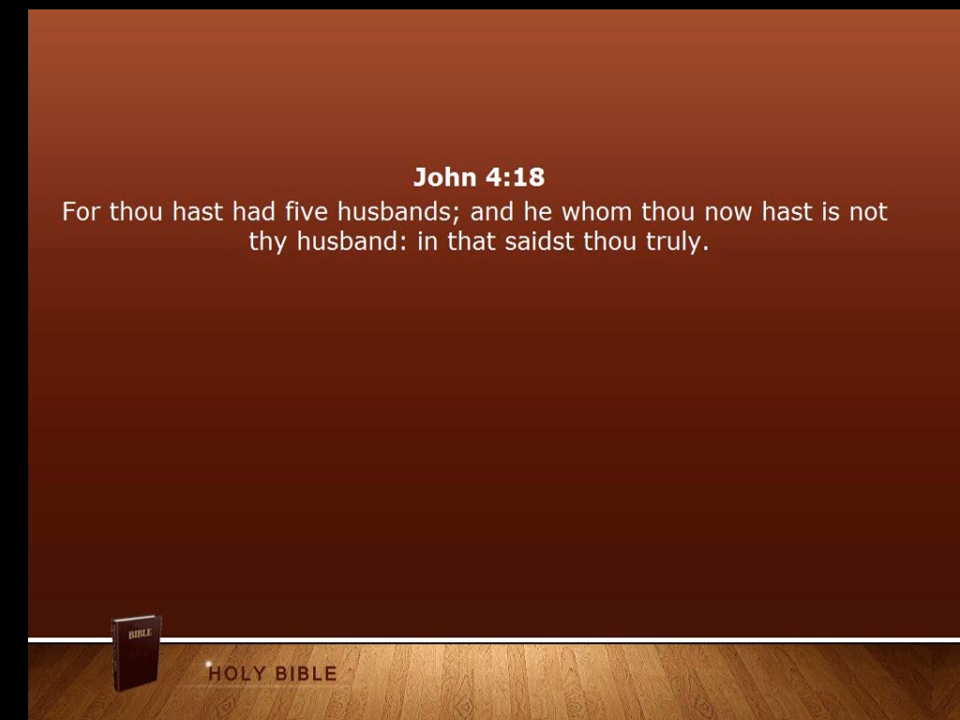 John 4:18
For thou hast had five husbands; and he whom thou now hast is not
thy husband: in that saidst thou truly.
BIBLE
HOLY BIBLE